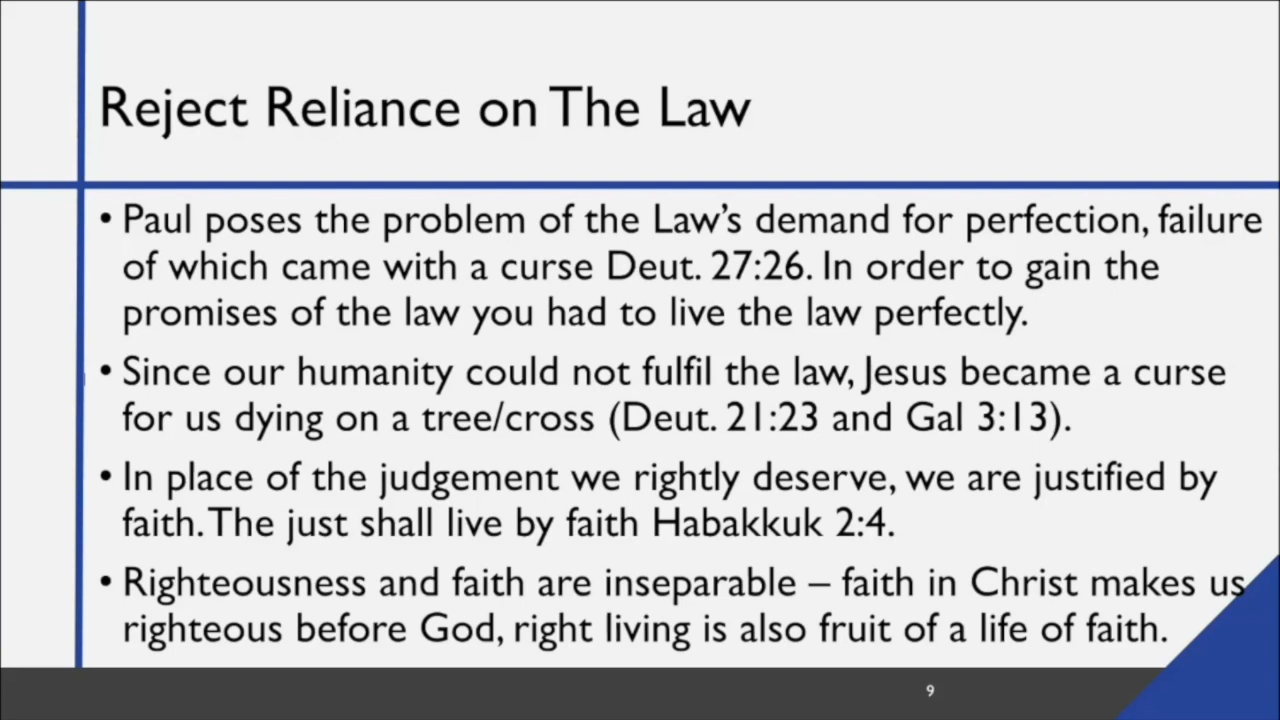 Reject Reliance on The Law
• Paul poses the problem of the Law's demand for perfection, failure
of which came with a curse Deut. 27:26. In order to gain the
promises of the law you had to live the law perfectly.
• Since our humanity could not fulfil the law, Jesus became a curse
for us dying on a tree/cross (Deut. 21:23 and Gal 3:13).
• In place of the judgement we rightly deserve, we are justified by
faith. The just shall live by faith Habakkuk 2:4.
• Righteousness and faith are inseparable – faith in Christ makes us
righteous before God, right living is also fruit of a life of faith.
9